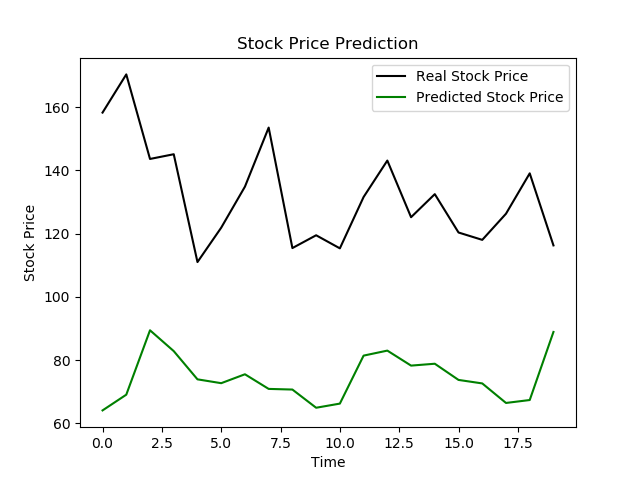 Stock Price Prediction
Real Stock Price
Predicted Stock Price
Stock Price
160
140
120
100
80
60
0.0 2.5 5.0 7.5 10.0 12.5 15.0 17.5
Time